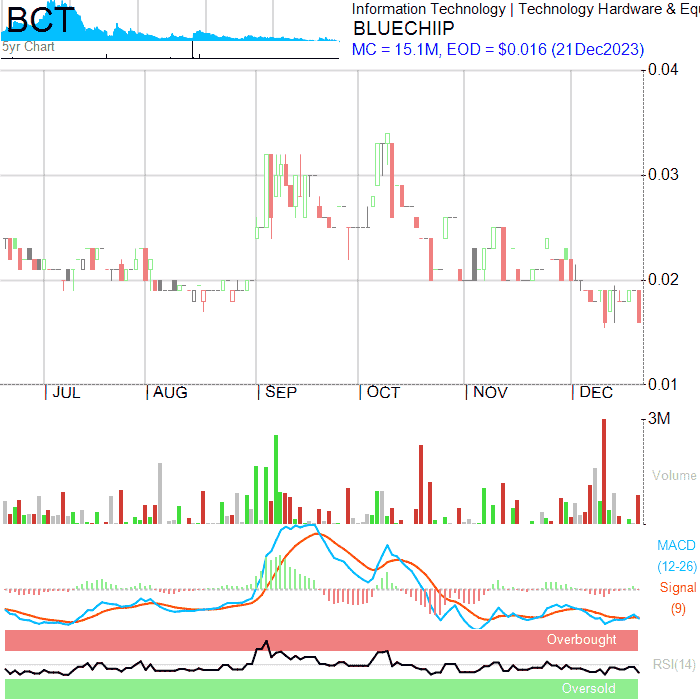 BCT
5yr Chart
Information Technology | Technology Hardware & Equ
BLUECHIIP
MC = 15.1M, EOD = $0.016 (21Dec2023)
0.04
0.03
0.02
0.01
JUL AUG SEP OCT NOV DEC
3M
Volume
MACD
(12-26)
Signal
(9)
Overbought
RSI(14)
Oversold